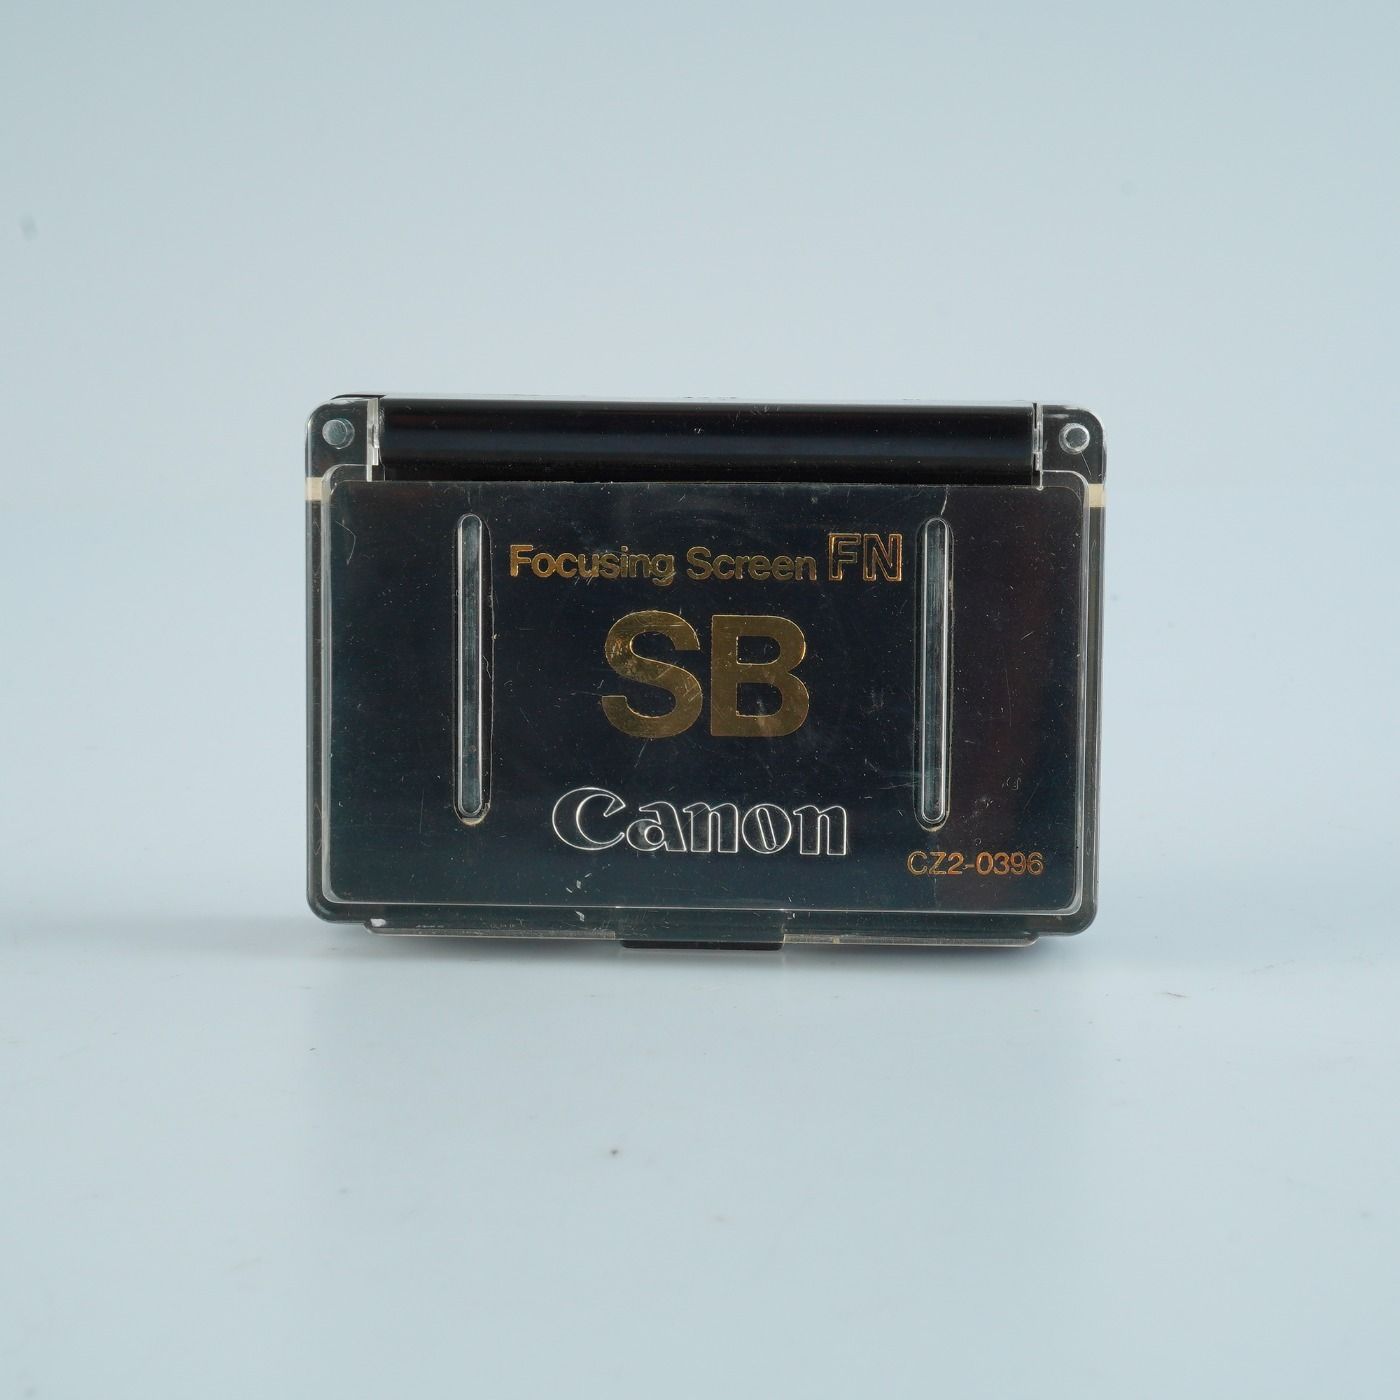 Focusing Screen FN
SB
Canon
CZ2-0396